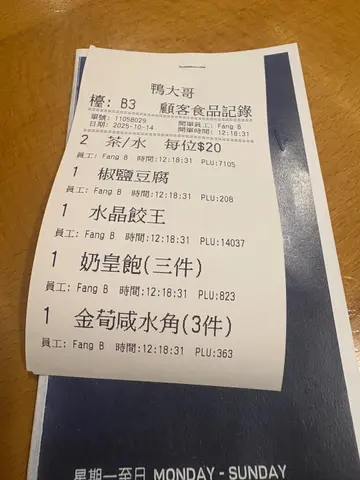 鴨大哥
檯: B3 顧客食品記錄
單號: 11058029 開單員工: Fang B
日期: 2025-10-14 開單時間: 12:18:31
2 茶/水 每位$20
員工: Fang B 時間:12:18:31 PLU:7105
1 椒鹽豆腐
員工: Fang B 時間:12:18:31 PLU:208
1 水晶餃王
員工: Fang B 時間:12:18:31 PLU:14037
1 奶皇飽(三件)
員工: Fang B 時間:12:18:31 PLU:823
1 金荀咸水角(3件)
員工: Fang B 時間:12:18:31 PLU:363
星期一至日 MONDAY - SUNDAY